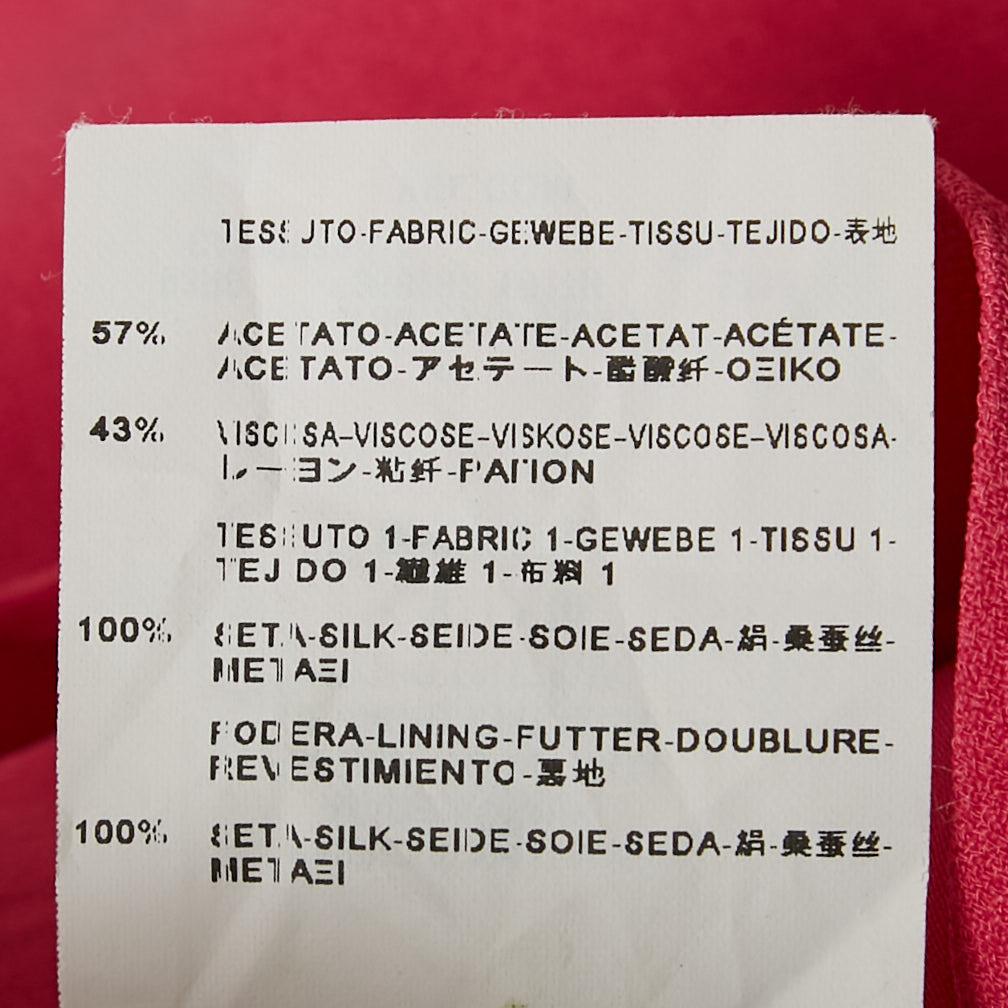 TESSUTO-FABRIC-GEWEBE-TISSU-TEJIDO-表地
57% ACETATO-ACETATE-ACETAT-ACÉTATE-
ACETATO-アセテート-醋酸纤-ΟΞΙΚΟ
43% VISCOSA-VISCOSE-VISKOSE-VISCOSE-VISCOSA-
レーヨン-粘纤-ΡΑΓΙΟΝ
TESSUTO 1-FABRIC 1-GEWEBE 1-TISSU 1-
TEJIDO 1-繊維 1-布料 1
100% SETA-SILK-SEIDE-SOIE-SEDA-絹-桑蚕丝-
ΜΕΤΑΞΙ
FODERA-LINING-FUTTER-DOUBLURE-
REVESTIMIENTO-裏地
100% SETA-SILK-SEIDE-SOIE-SEDA-絹-桑蚕丝-
ΜΕΤΑΞΙ